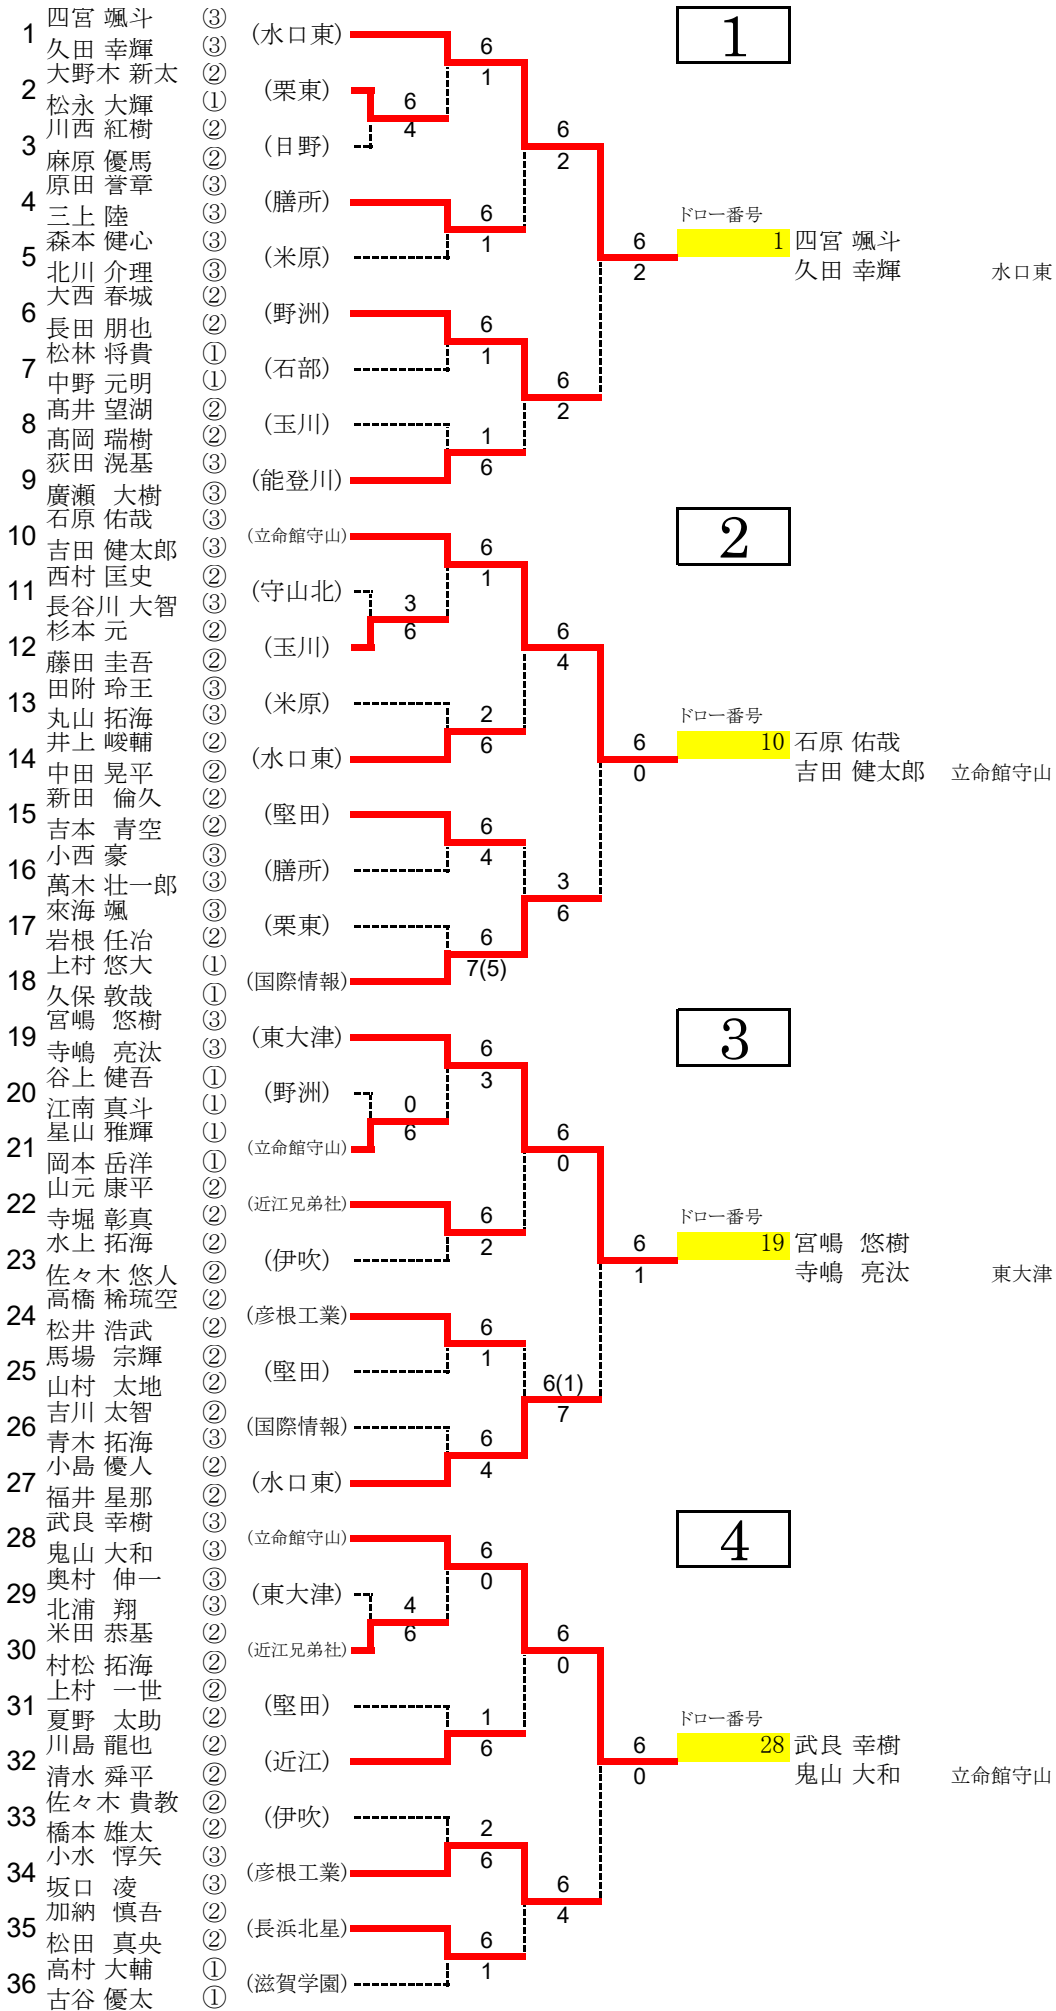 1
四宮 颯斗 ③
久田 幸輝 ③
(水口東)
6
1
2
大野木 新太 ②
松永 大輝 ①
(栗東)
6
4
3
川西 紅樹 ②
麻原 優馬 ②
(日野)
6
2
4
原田 誉章 ③
三上 陸 ③
(膳所)
6
1
5
森本 健心 ③
北川 介理 ③
(米原)
6
2
ドロー番号
1 四宮 颯斗
久田 幸輝 水口東
6
大西 春城 ②
長田 朋也 ②
(野洲)
6
1
7
松林 将貴 ①
中野 元明 ①
(石部)
6
2
8
髙井 望湖 ②
髙岡 瑞樹 ②
(玉川)
1
6
9
荻田 滉基 ③
廣瀬 大樹 ③
(能登川)
1
2
10
石原 佑哉 ③
吉田 健太郎 ③
(立命館守山)
6
1
11
西村 匡史 ②
長谷川 大智 ③
(守山北)
3
6
12
杉本 元 ②
藤田 圭吾 ②
(玉川)
6
4
13
田附 玲王 ③
丸山 拓海 ③
(米原)
2
6
14
井上 峻輔 ②
中田 晃平 ②
(水口東)
6
0
ドロー番号
10 石原 佑哉
吉田 健太郎 立命館守山
15
新田 倫久 ②
吉本 青空 ②
(堅田)
6
4
16
小西 豪 ③
萬木 壮一郎 ③
(膳所)
3
6
17
來海 颯 ③
岩根 任冶 ②
(栗東)
6
7(5)
18
上村 悠大 ①
久保 敦哉 ①
(国際情報)
3
19
宮嶋 悠樹 ③
寺嶋 亮汰 ③
(東大津)
6
3
20
谷上 健吾 ①
江南 真斗 ①
(野洲)
0
6
21
星山 雅輝 ①
岡本 岳洋 ①
(立命館守山)
6
0
22
山元 康平 ②
寺堀 彰真 ②
(近江兄弟社)
6
2
23
水上 拓海 ②
佐々木 悠人 ②
(伊吹)
6
1
ドロー番号
19 宮嶋 悠樹
寺嶋 亮汰 東大津
24
高橋 稀琉空 ②
松井 浩武 ②
(彦根工業)
6
1
25
馬場 宗輝 ②
山村 太地 ②
(堅田)
6(1)
7
26
吉川 太智 ②
青木 拓海 ③
(国際情報)
6
4
27
小島 優人 ②
福井 星那 ②
(水口東)
4
28
武良 幸樹 ③
鬼山 大和 ③
(立命館守山)
6
0
29
奥村 伸一 ③
北浦 翔 ③
(東大津)
4
6
30
米田 恭基 ②
村松 拓海 ②
(近江兄弟社)
6
0
31
上村 一世 ②
夏野 太助 ②
(堅田)
1
6
32
川島 龍也 ②
清水 舜平 ②
(近江)
6
0
ドロー番号
28 武良 幸樹
鬼山 大和 立命館守山
33
佐々木 貴教 ②
橋本 雄太 ②
(伊吹)
2
6
34
小水 惇矢 ③
坂口 凌 ③
(彦根工業)
6
4
35
加納 慎吾 ②
松田 真央 ②
(長浜北星)
6
1
36
高村 大輔 ①
古谷 優太 ①
(滋賀学園)